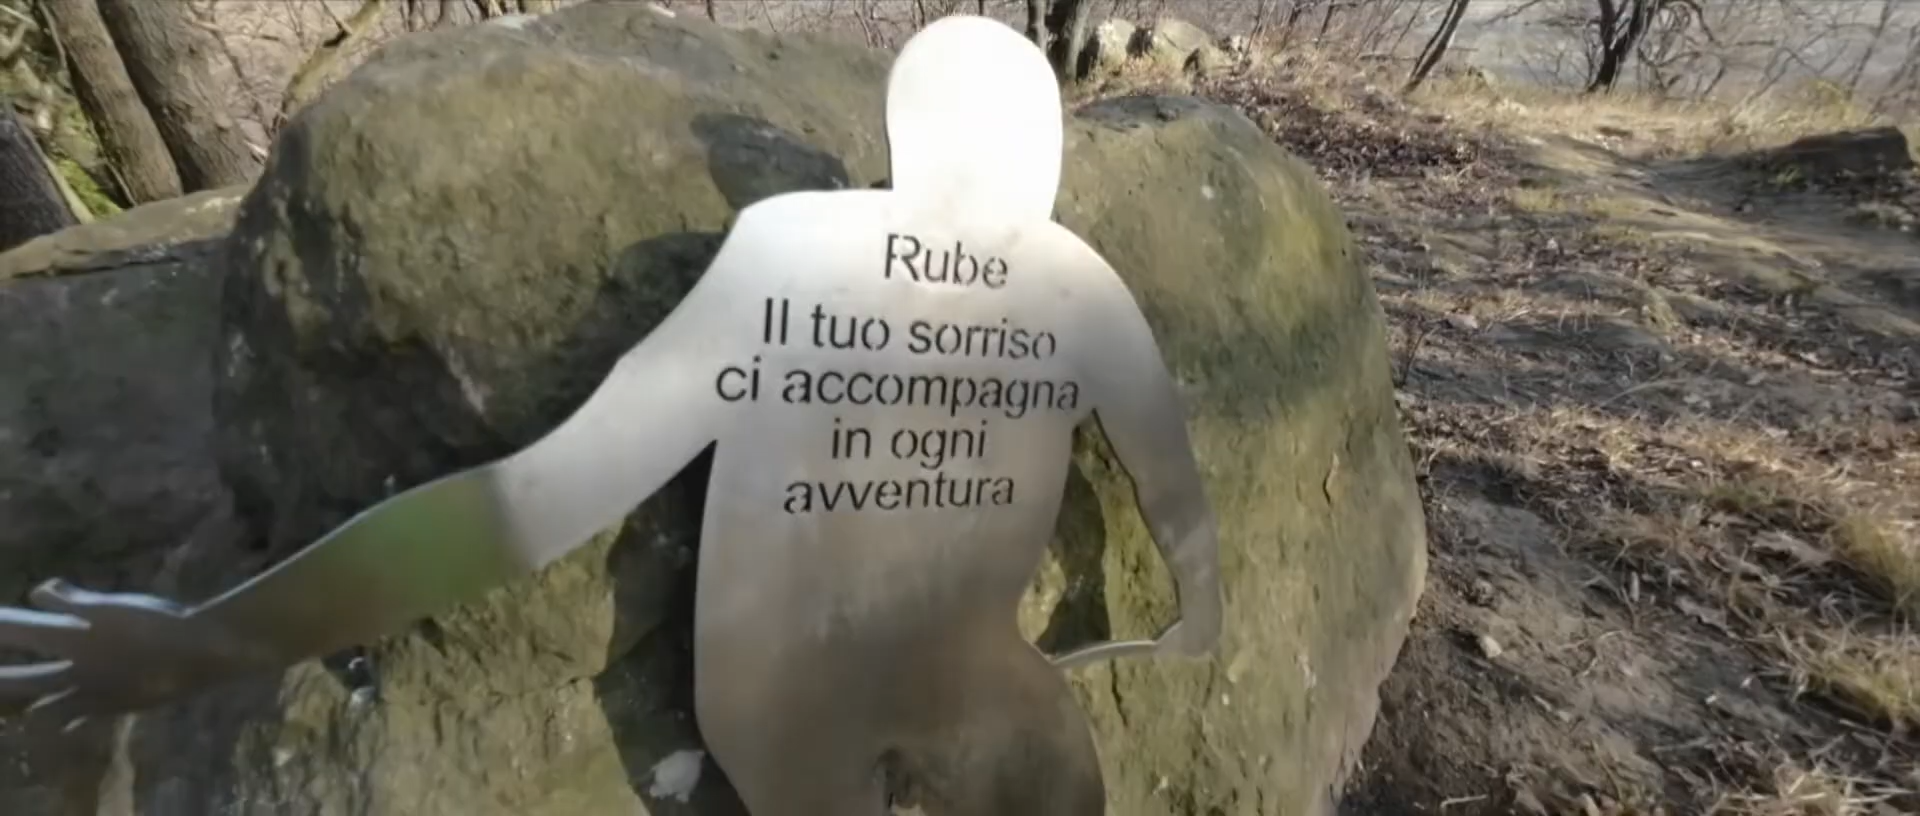 Rube
Il tuo sorriso
ci accompagna
in ogni
avventura